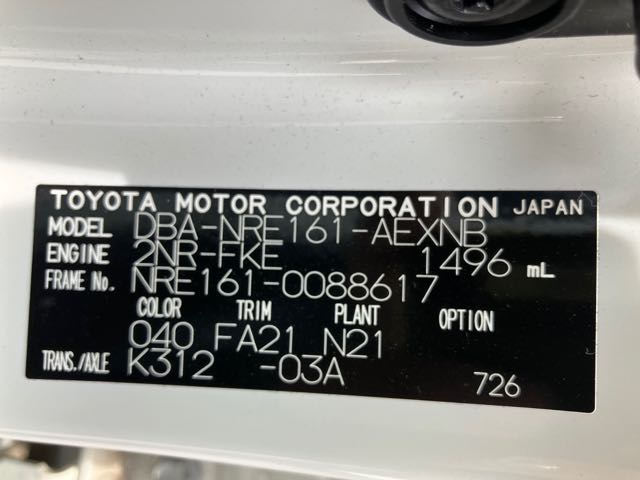 TOYOTA MOTOR CORPORATION JAPAN
MODEL DBA-NRE161-AEXNB
ENGINE 2NR-FKE 1496 mL
FRAME No. NRE161-0088617
COLOR TRIM PLANT OPTION
040 FA21 N21
TRANS./AXLE K312 -03A 726